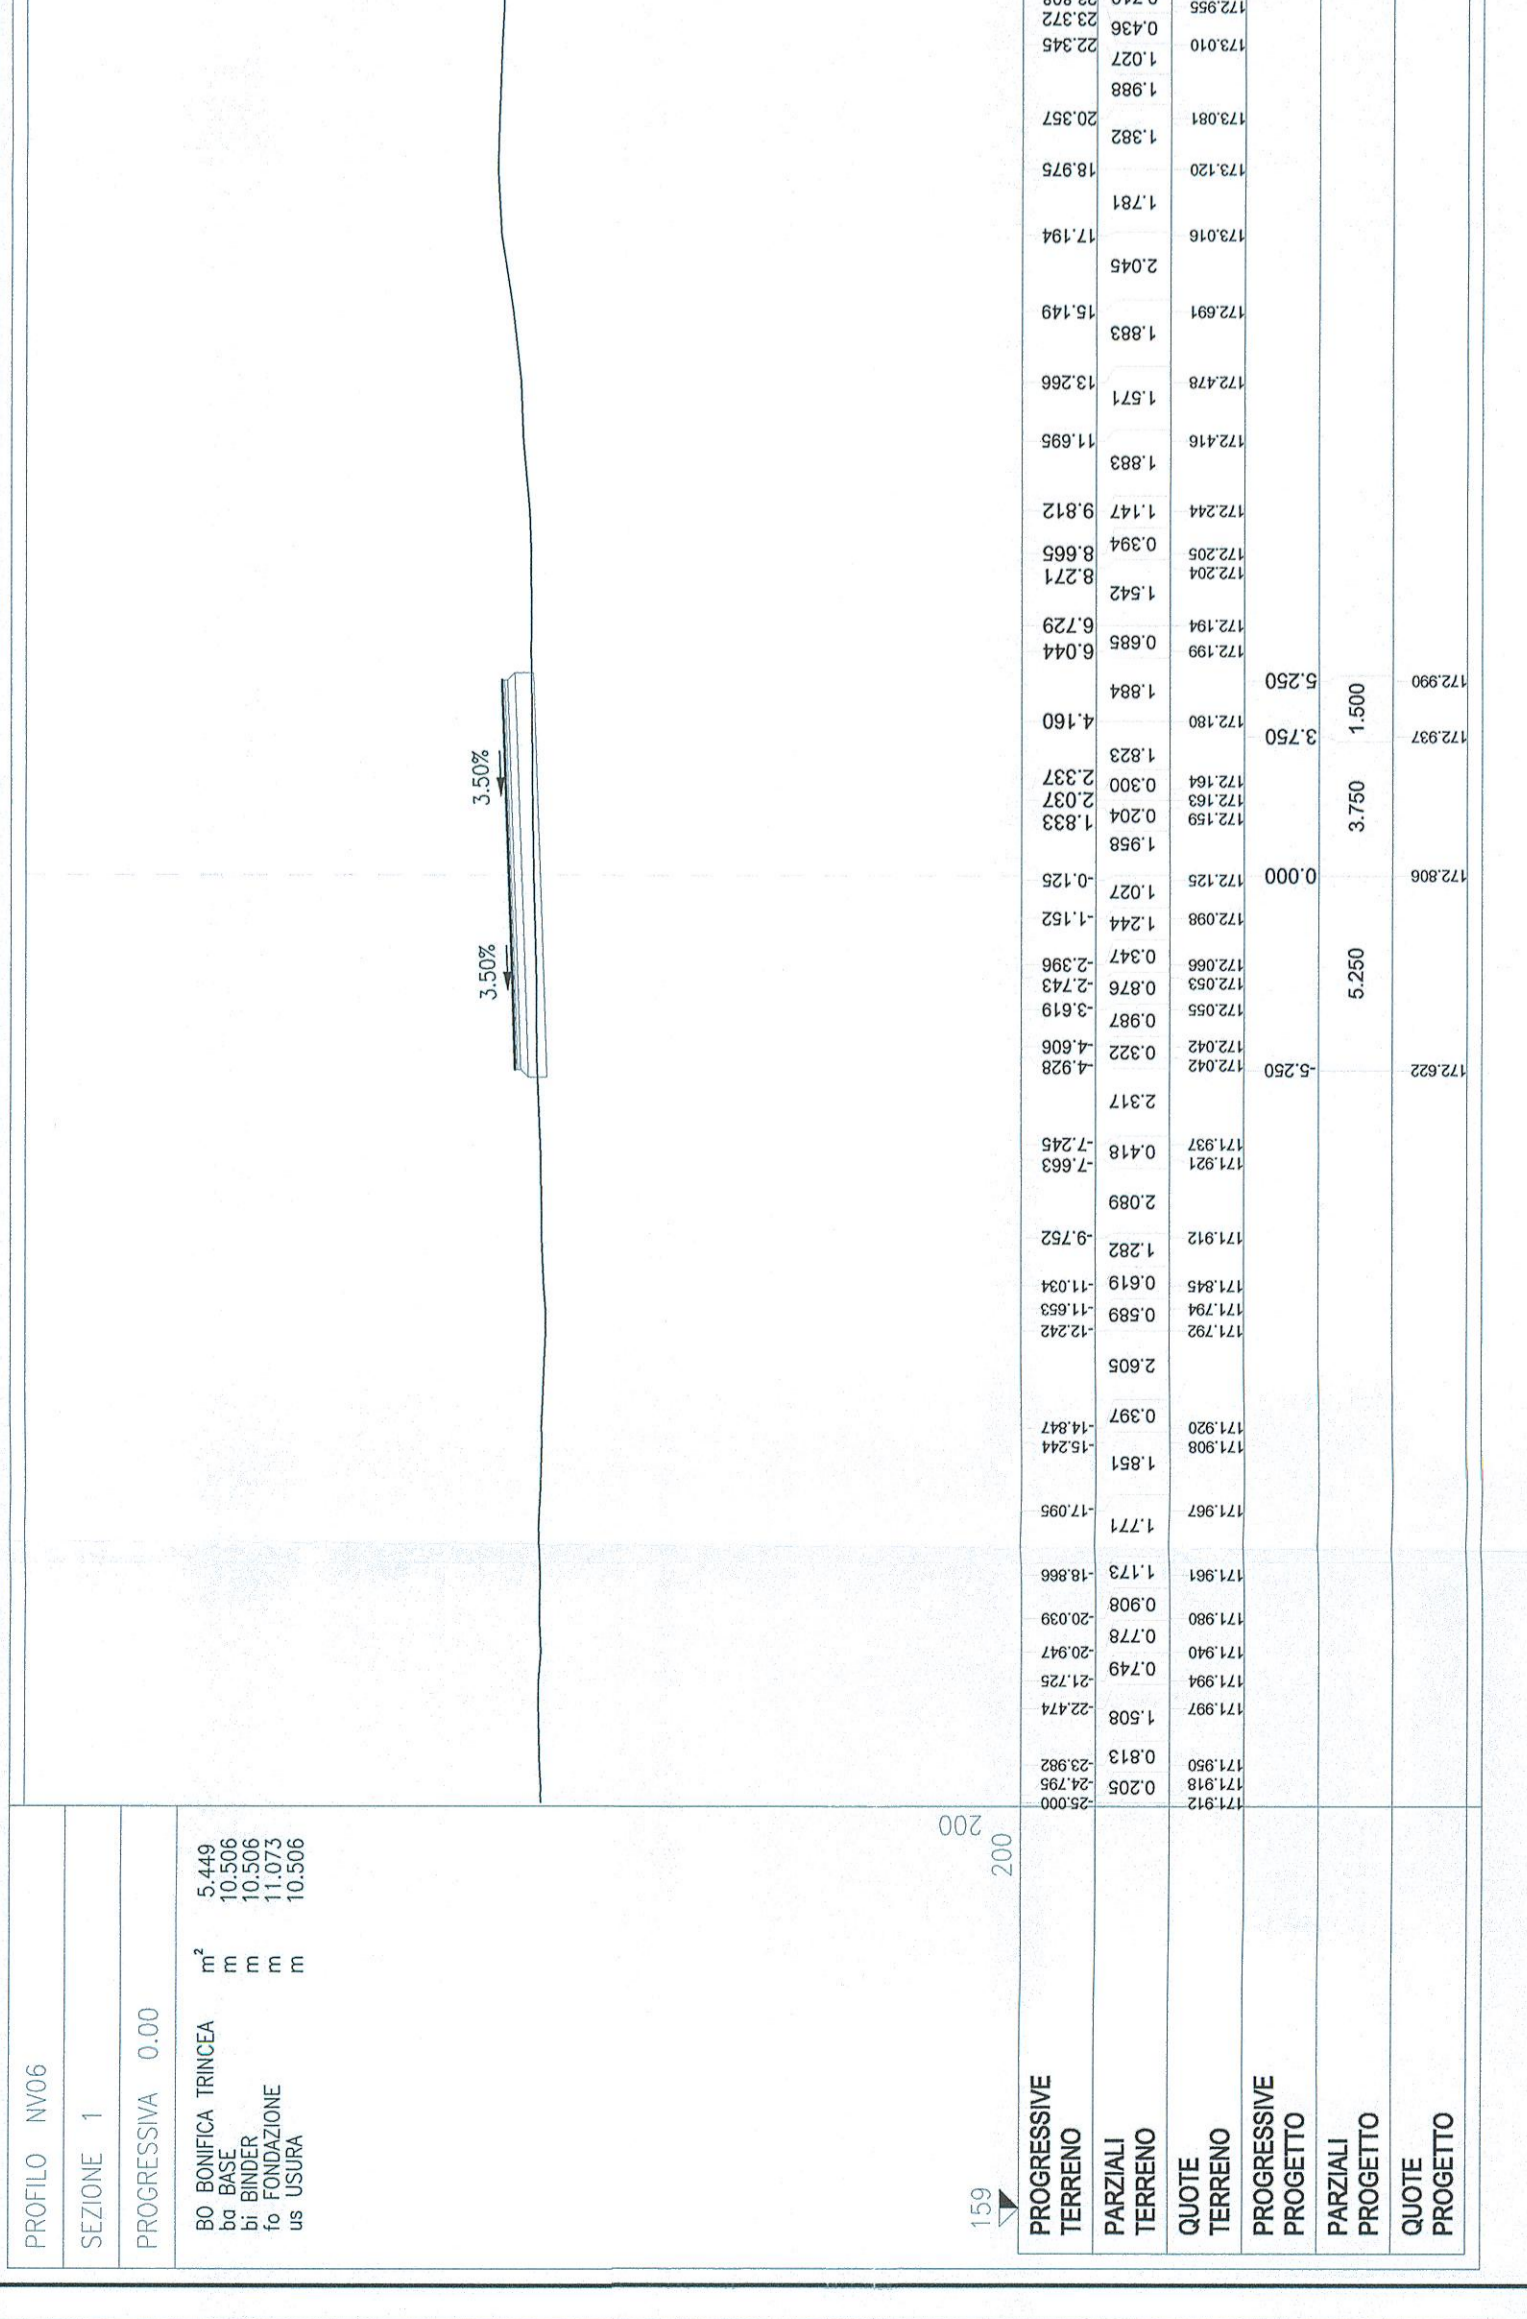 PROFILO NV06
SEZIONE 1
PROGRESSIVA 0.00
BO BONIFICA TRINCEA m² 5.449
ba BASE m 10.506
bi BINDER m 10.506
fo FONDAZIONE m 11.073
us USURA m 10.506
3.50% 3.50%
200
200
159
PROGRESSIVE TERRENO -25.000 -24.795 -23.982 -22.474 -21.725 -20.947 -20.039 -18.866 -17.095 -15.244 -14.847 -12.242 -11.653 -11.034 -9.752 -7.663 -7.245 -4.928 -4.606 -3.619 -2.743 -2.396 -1.152 -0.125 1.833 2.037 2.337 4.160 6.044 6.729 8.271 8.665 9.812 11.695 13.266 15.149 17.194 18.975 20.357 22.345 23.372
PARZIALI TERRENO 0.205 0.813 1.508 0.749 0.778 0.908 1.173 1.771 1.851 0.397 2.605 0.589 0.619 1.282 2.089 0.418 2.317 0.322 0.987 0.876 0.347 1.244 1.027 1.958 0.204 0.300 1.823 1.884 0.685 1.542 0.394 1.147 1.883 1.571 1.883 2.045 1.781 1.382 1.988 1.027 0.436
QUOTE TERRENO 171.912 171.918 171.950 171.997 171.994 171.940 171.980 171.961 171.967 171.908 171.920 171.792 171.794 171.845 171.912 171.921 171.937 172.042 172.042 172.055 172.053 172.066 172.098 172.125 172.159 172.163 172.164 172.180 172.199 172.194 172.204 172.205 172.244 172.416 172.478 172.691 173.016 173.120 173.081 173.010 172.955
PROGRESSIVE PROGETTO -5.250 0.000 3.750 5.250
PARZIALI PROGETTO 5.250 3.750 1.500
QUOTE PROGETTO 172.622 172.806 172.937 172.990